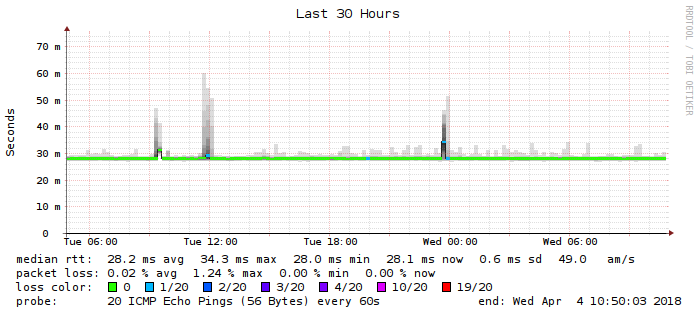 Last 30 Hours
RRDTOOL / TOBI OETIKER
Seconds
70 m
60 m
50 m
40 m
30 m
20 m
10 m
0
Tue 06:00 Tue 12:00 Tue 18:00 Wed 00:00 Wed 06:00
median rtt: 28.2 ms avg 34.3 ms max 28.0 ms min 28.1 ms now 0.6 ms sd 49.0 am/s
packet loss: 0.02 % avg 1.24 % max 0.00 % min 0.00 % now
loss color: 0 1/20 2/20 3/20 4/20 10/20 19/20
probe: 20 ICMP Echo Pings (56 Bytes) every 60s end: Wed Apr 4 10:50:03 2018